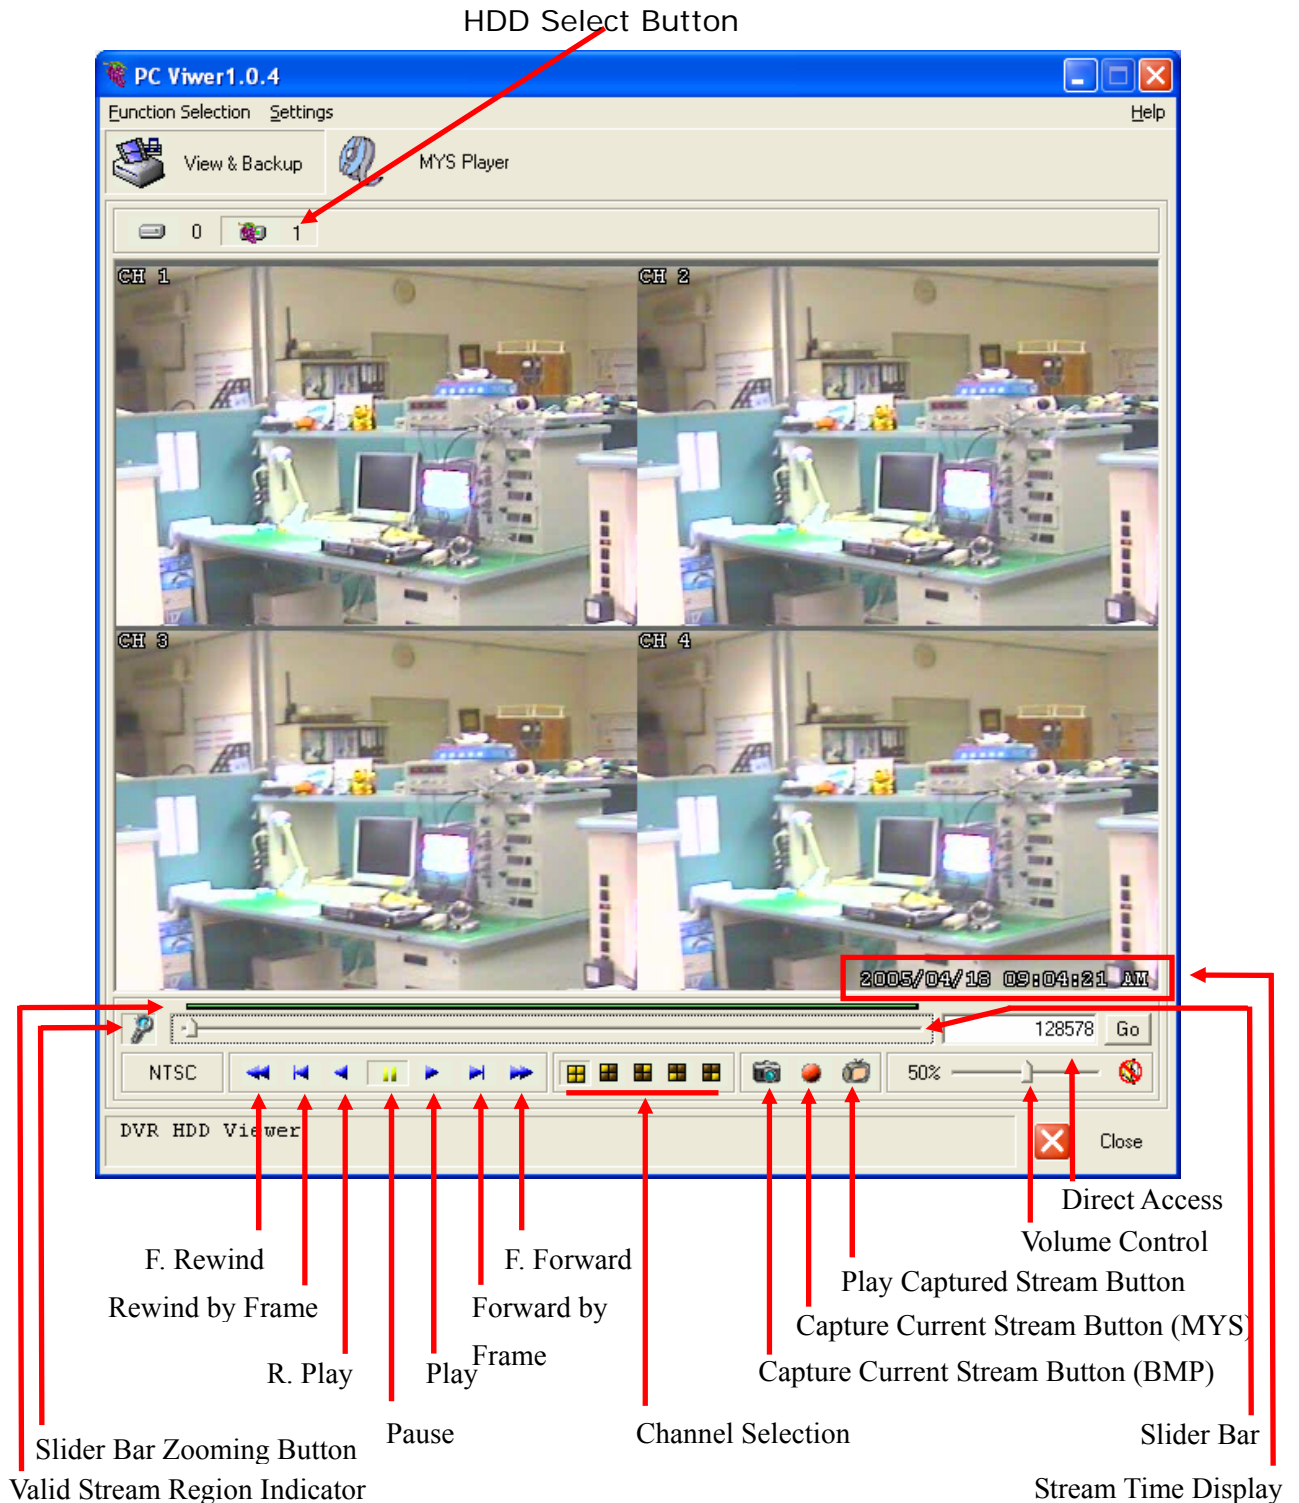 HDD Select Button
PC Viwer1.0.4
Function Selection Settings Help
View & Backup MYS Player
0 1
CH 1 CH 2
CH 3 CH 4
2005/04/18 09:04:21 AM
128578 Go
NTSC 50%
DVR HDD Viewer Close
Direct Access
Volume Control
F. Rewind F. Forward
Play Captured Stream Button
Rewind by Frame Forward by
Frame
Capture Current Stream Button (MYS)
R. Play Play
Capture Current Stream Button (BMP)
Pause Channel Selection Slider Bar
Slider Bar Zooming Button
Valid Stream Region Indicator Stream Time Display